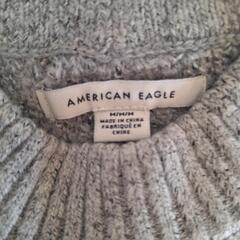 AMERICAN EAGLE
M/M/M
MADE IN CHINA
FABRIQUÉ EN
CHINE